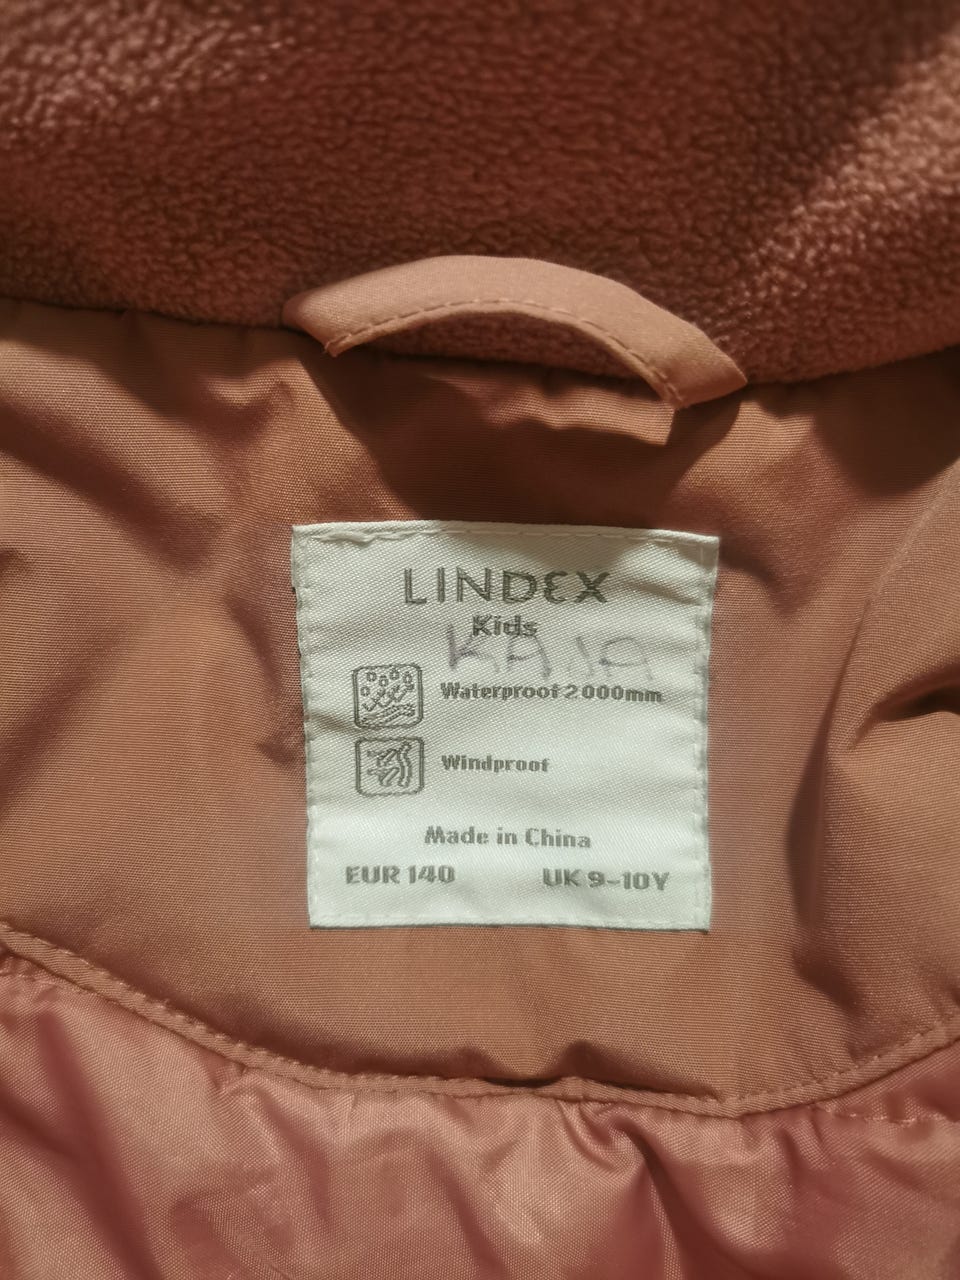 LINDEX
Kids
KAJA
Waterproof 2000mm
Windproof
Made in China
EUR 140 UK 9-10Y